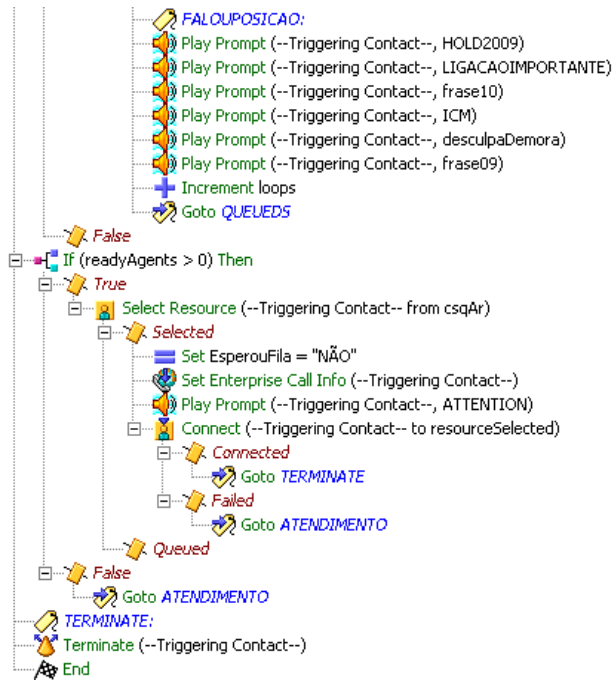 FALOUPOSICAO:
Play Prompt (--Triggering Contact--, HOLD2009)
Play Prompt (--Triggering Contact--, LIGACAOIMPORTANTE)
Play Prompt (--Triggering Contact--, frase10)
Play Prompt (--Triggering Contact--, ICM)
Play Prompt (--Triggering Contact--, desculpaDemora)
Play Prompt (--Triggering Contact--, frase09)
Increment loops
Goto QUEUEDS
False
If (readyAgents > 0) Then
True
Select Resource (--Triggering Contact-- from csqAr)
Selected
Set EsperouFila = "NÃO"
Set Enterprise Call Info (--Triggering Contact--)
Play Prompt (--Triggering Contact--, ATTENTION)
Connect (--Triggering Contact-- to resourceSelected)
Connected
Goto TERMINATE
Failed
Goto ATENDIMENTO
Queued
False
Goto ATENDIMENTO
TERMINATE:
Terminate (--Triggering Contact--)
End